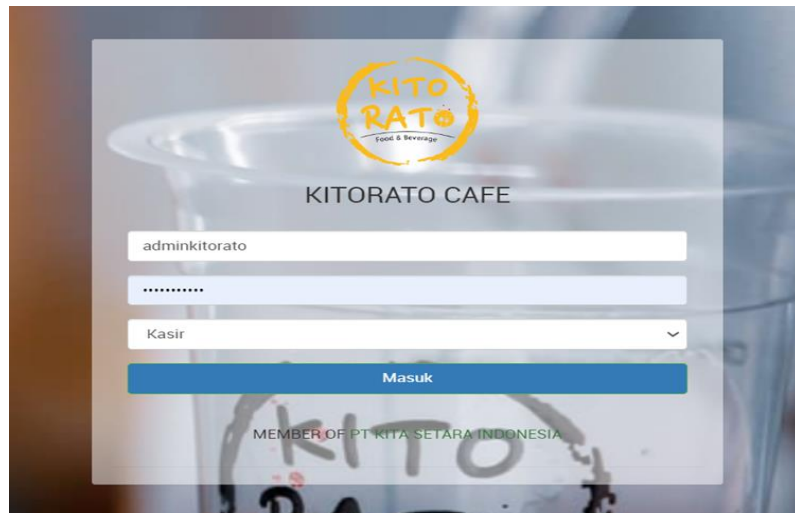 KITO
RATO
Food & Beverage
KITORATO CAFE
adminkitorato
•••••••••••
Kasir
Masuk
MEMBER OF PT KITA SETARA INDONESIA
KITO